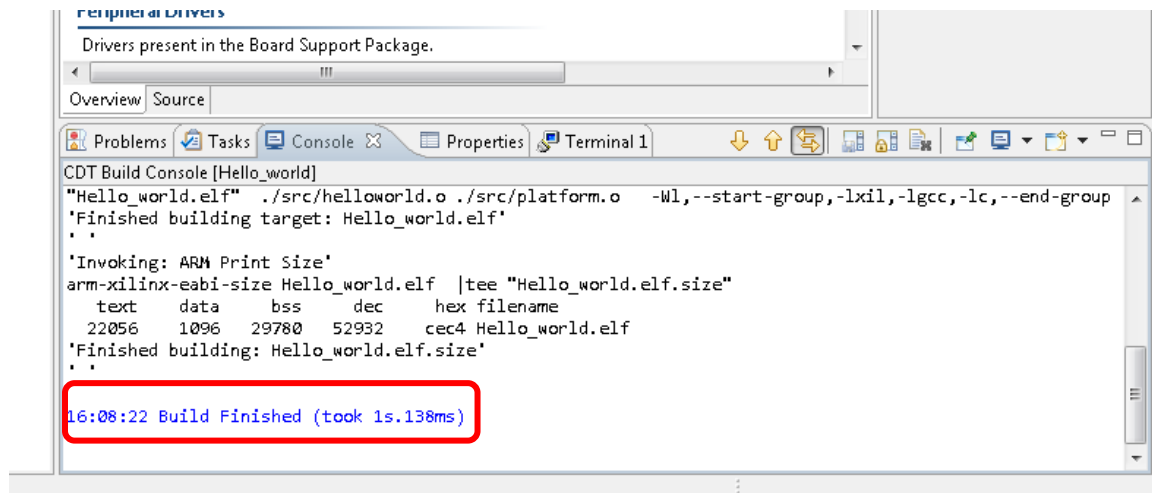 Peripheral Drivers
Drivers present in the Board Support Package.
Overview Source
Problems Tasks Console Properties Terminal 1
CDT Build Console [Hello_world]
"Hello_world.elf" ./src/helloworld.o ./src/platform.o -Wl,--start-group,-lxil,-lgcc,-lc,--end-group
'Finished building target: Hello_world.elf'
' '
'Invoking: ARM Print Size'
arm-xilinx-eabi-size Hello_world.elf |tee "Hello_world.elf.size"
text data bss dec hex filename
22056 1096 29780 52932 cec4 Hello_world.elf
'Finished building: Hello_world.elf.size'
' '
16:08:22 Build Finished (took 1s.138ms)